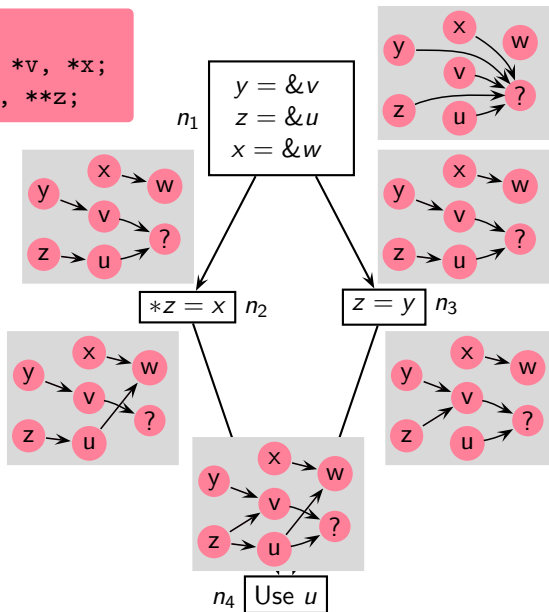 *v, *x;
, **z;
x
y
w
v
z
u
?
n1
y = &v
z = &u
x = &w
x
y
w
v
z
u
?
x
y
w
v
z
u
?
*z = x
n2
z = y
n3
x
y
w
v
z
u
?
x
y
w
v
z
u
?
x
y
w
v
z
u
?
n4
Use u